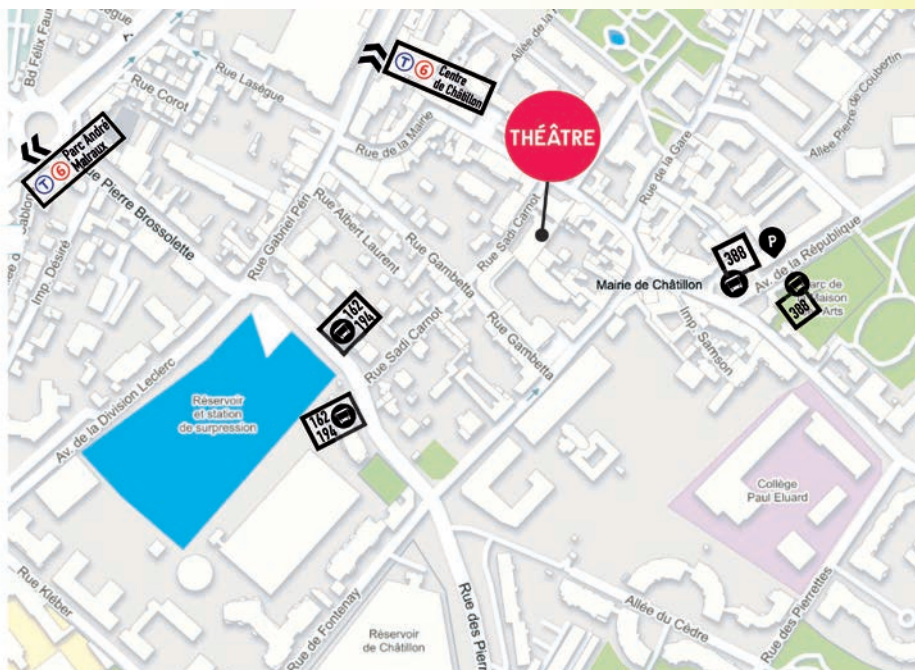 Bd Félix Faur
Rue Lasègue
Rue Corot
T 6 Centre
de Châtillon
Allée de la
THÉÂTRE
Allée Pierre de Coubertin
Rue de la Mairie
Rue de la Gare
T 6 Parc André
Malraux
Rue Pierre Brossolette
Imp. Désiré
Rue Gabriel Péri
Rue Albert Laurent
Rue Gambetta
Rue Sadi Carnot
388
P
Av. de la République
Mairie de Châtillon
388
Parc de
Maison
Arts
162
194
Rue Sadi Carnot
Rue Gambetta
Imp. Samson
Av. de la Division Leclerc
Réservoir
et station
de surpression
162
194
Collège
Paul Eluard
Rue Kléber
Rue de Fontenay
Réservoir
de Châtillon
Rue des Pier
Allée du Cèdre
Rue des Pierrettes